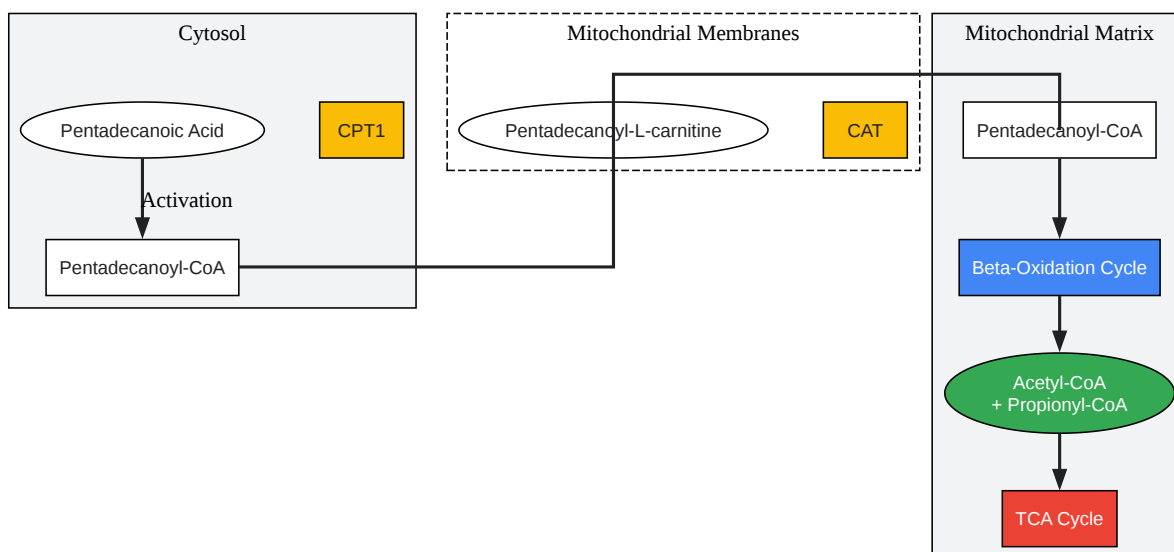 Cytosol
Pentadecanoic Acid
CPT1
Activation
Pentadecanoyl-CoA
Mitochondrial Membranes
Pentadecanoyl-L-carnitine
CAT
Mitochondrial Matrix
Pentadecanoyl-CoA
Beta-Oxidation Cycle
Acetyl-CoA
+ Propionyl-CoA
TCA Cycle